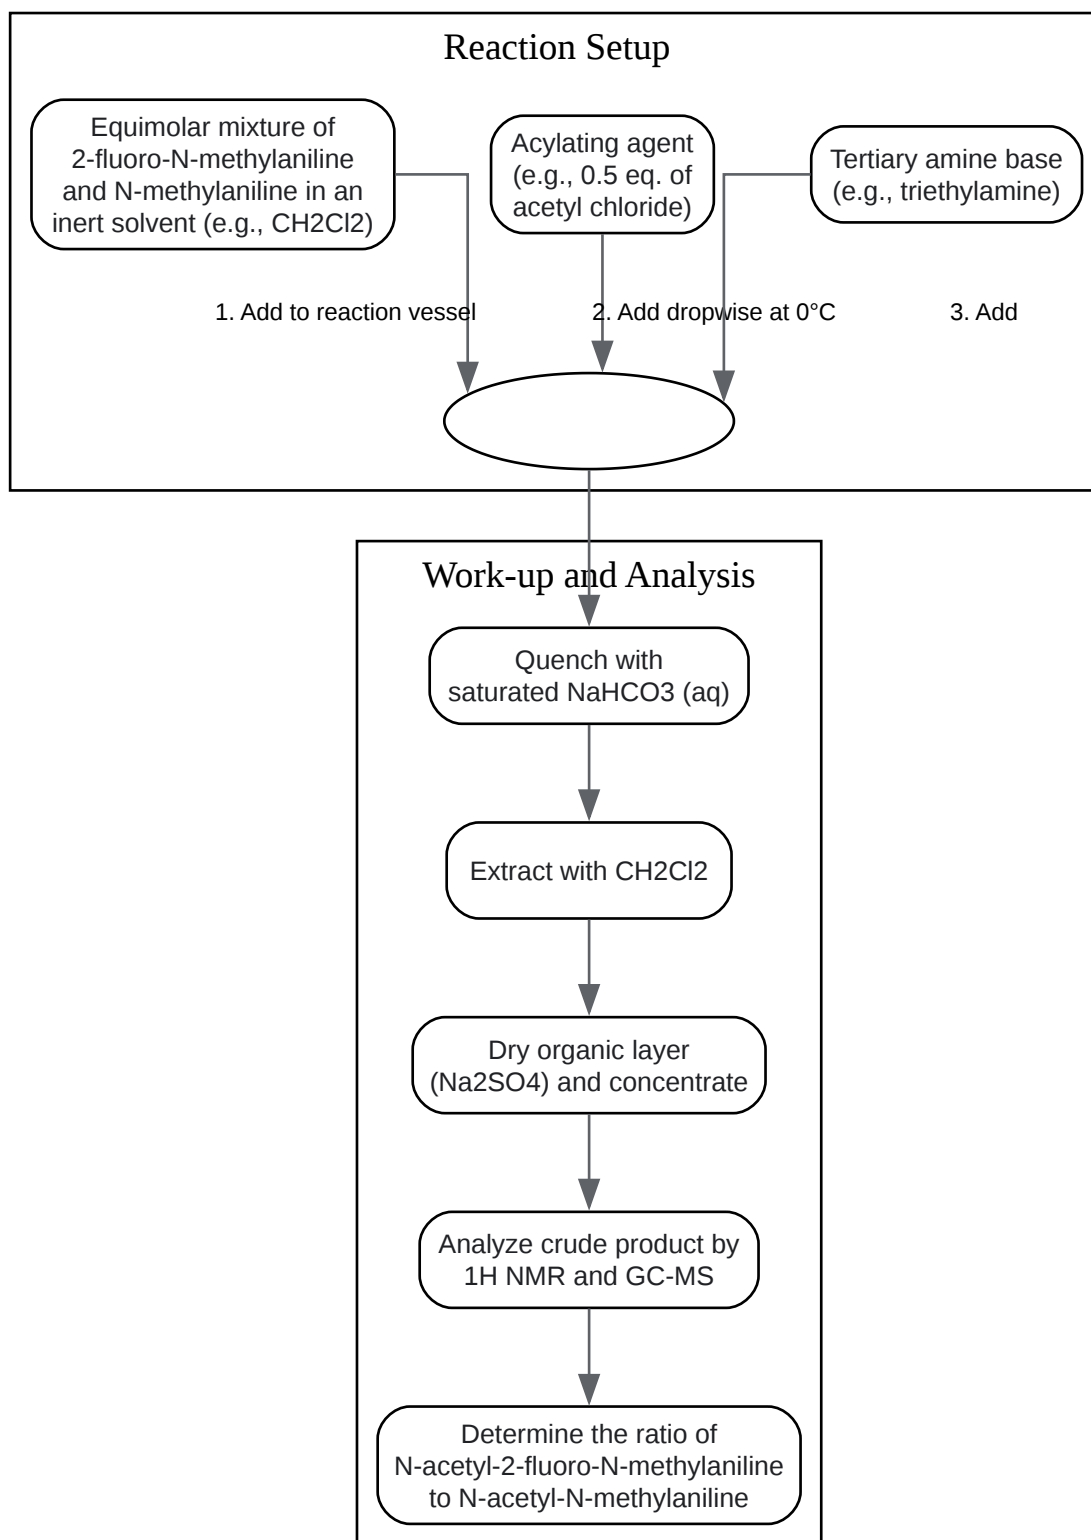 Reaction Setup
Equimolar mixture of
2-fluoro-N-methylaniline
and N-methylaniline in an
inert solvent (e.g., CH2Cl2)
Acylating agent
(e.g., 0.5 eq. of
acetyl chloride)
Tertiary amine base
(e.g., triethylamine)
1. Add to reaction vessel
2. Add dropwise at 0°C
3. Add
Work-up and Analysis
Quench with
saturated NaHCO3 (aq)
Extract with CH2Cl2
Dry organic layer
(Na2SO4) and concentrate
Analyze crude product by
1H NMR and GC-MS
Determine the ratio of
N-acetyl-2-fluoro-N-methylaniline
to N-acetyl-N-methylaniline